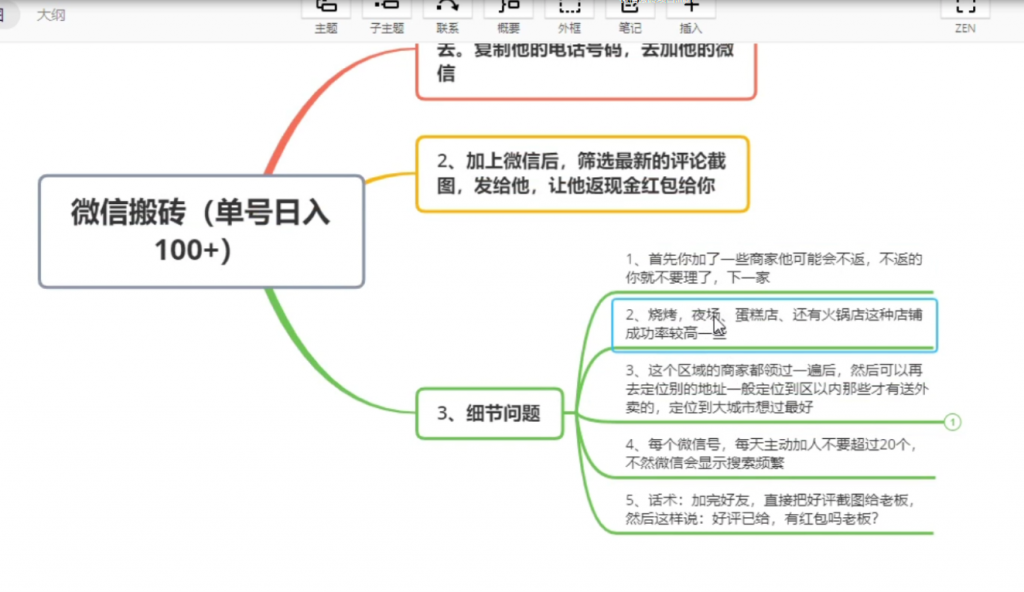 大纲
主题
子主题
联系
概要
外框
笔记
插入
ZEN
去。复制他的电话号码，去加他的微
信
2、加上微信后，筛选最新的评论截
图，发给他，让他返现金红包给你
微信搬砖（单号日入
100+）
1、首先你加了一些商家他可能会不返，不返的
你就不要理了，下一家
2、烧烤，夜场、蛋糕店、还有火锅店这种店铺
成功率较高一些
3、这个区域的商家都领过一遍后，然后可以再
去定位别的地址一般定位到区以内那些才有送外
卖的，定位到大城市想过最好
1
3、细节问题
4、每个微信号，每天主动加人不要超过20个，
不然微信会显示搜索频繁
5、话术：加完好友，直接把好评截图给老板，
然后这样说：好评已给，有红包吗老板？